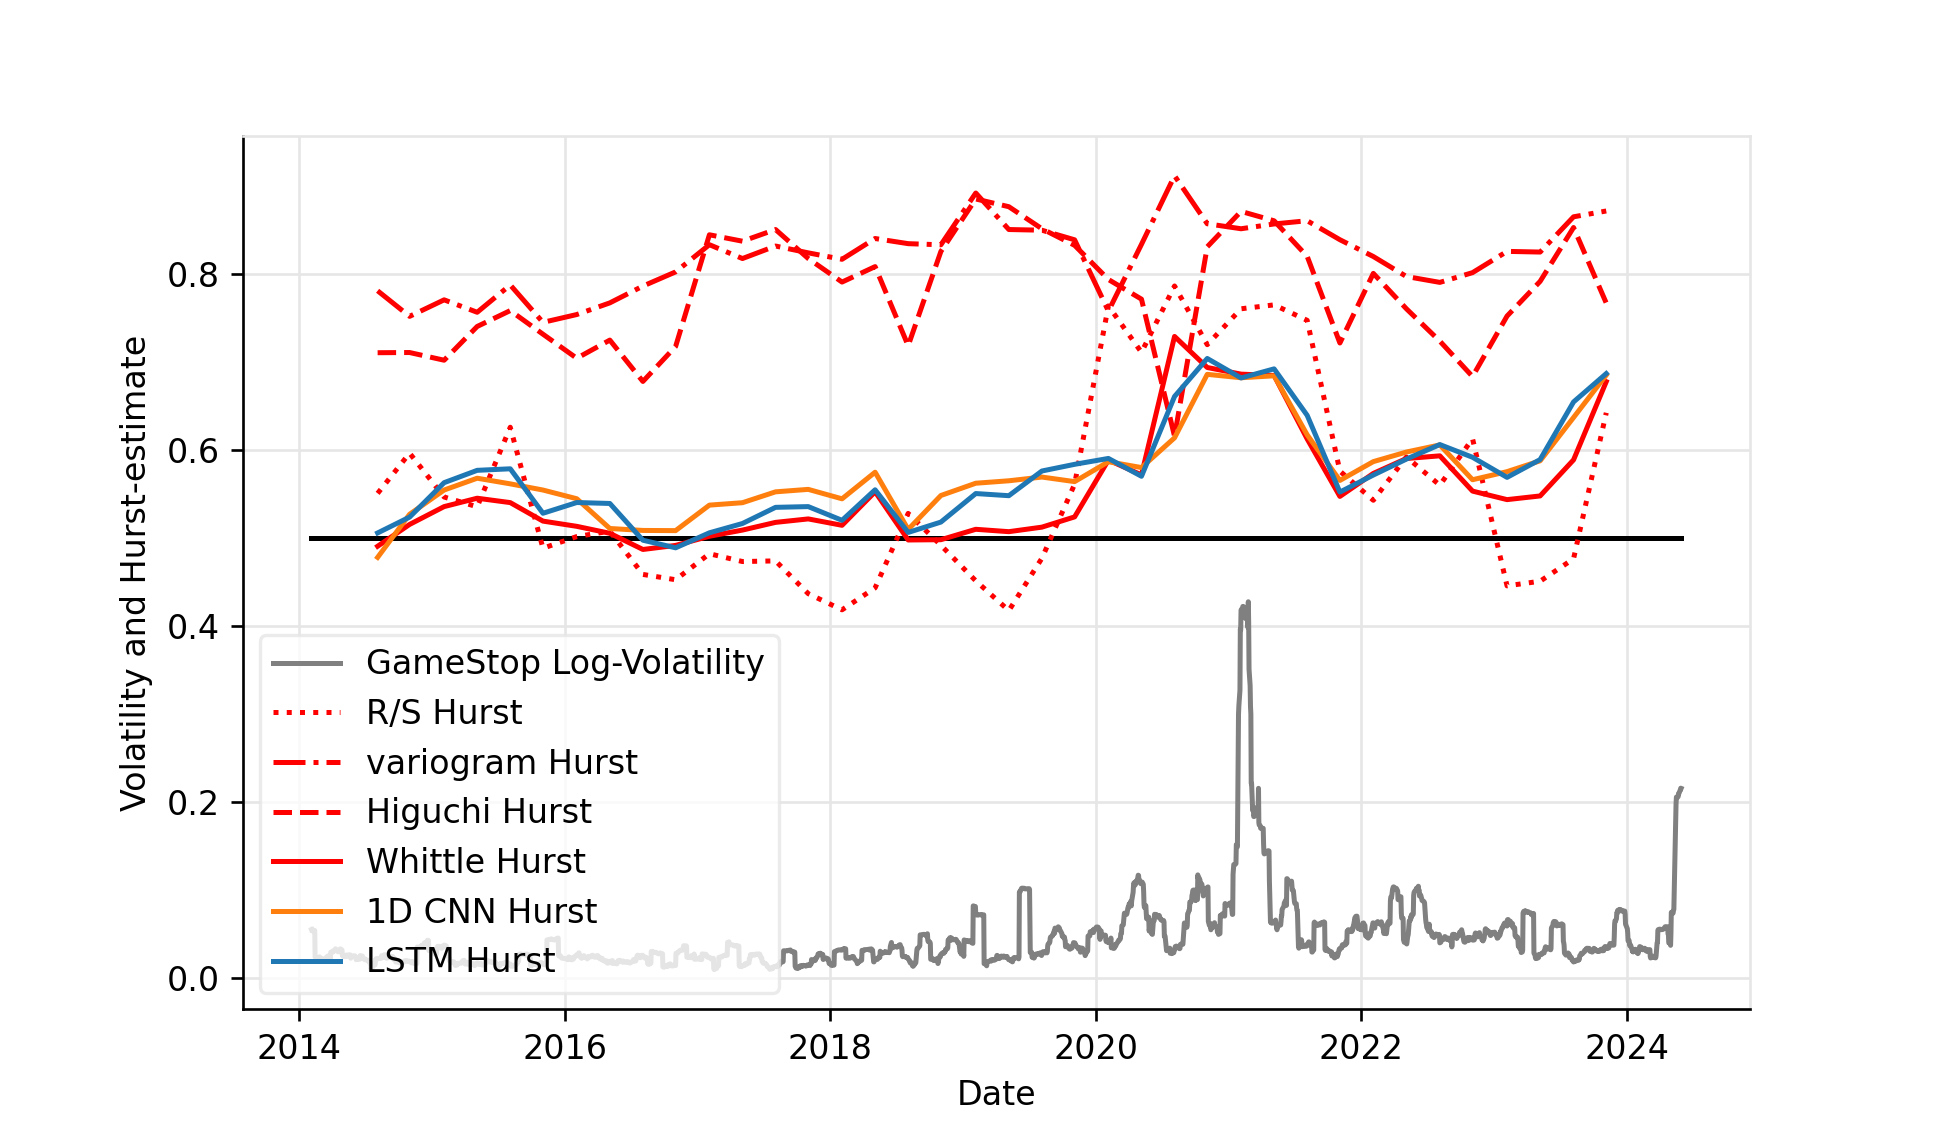 Volatility and Hurst-estimate
0.8
0.6
0.4
0.2
0.0
GameStop Log-Volatility
R/S Hurst
variogram Hurst
Higuchi Hurst
Whittle Hurst
1D CNN Hurst
LSTM Hurst
2014 2016 2018 2020 2022 2024
Date